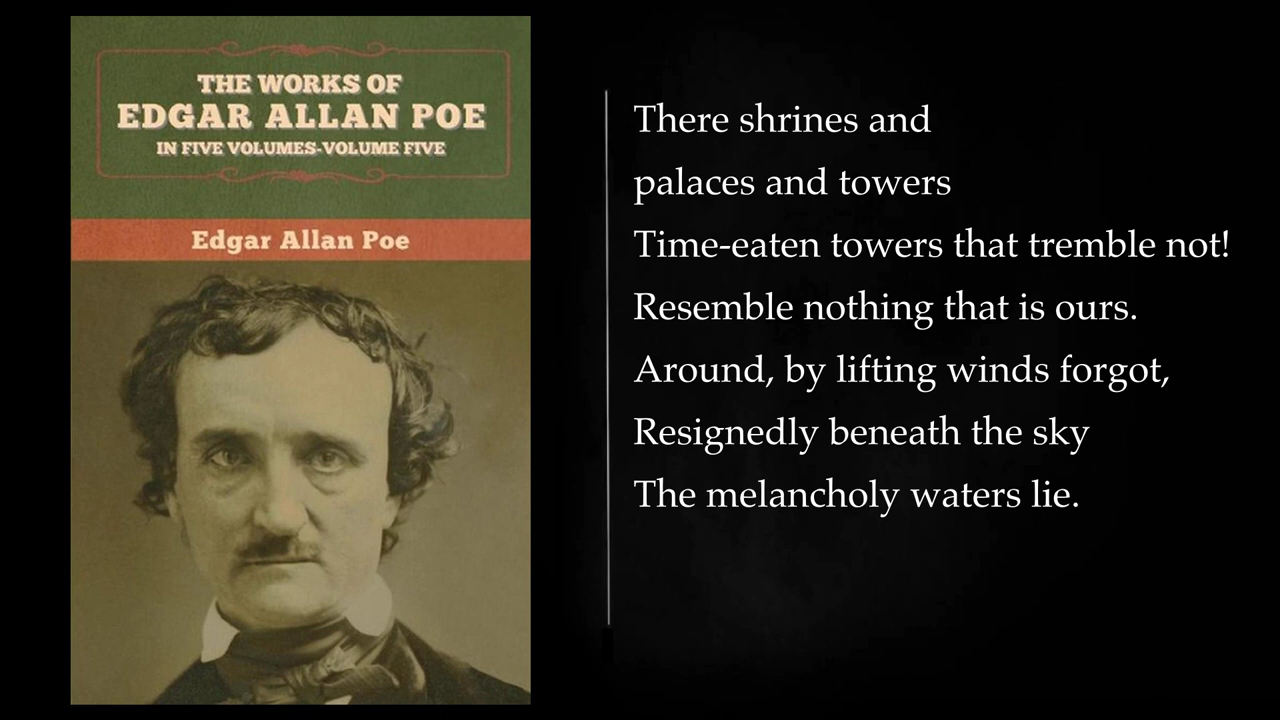 THE WORKS OF
EDGAR ALLAN POE
IN FIVE VOLUMES-VOLUME FIVE
Edgar Allan Poe
There shrines and
palaces and towers
Time-eaten towers that tremble not!
Resemble nothing that is ours.
Around, by lifting winds forgot,
Resignedly beneath the sky
The melancholy waters lie.